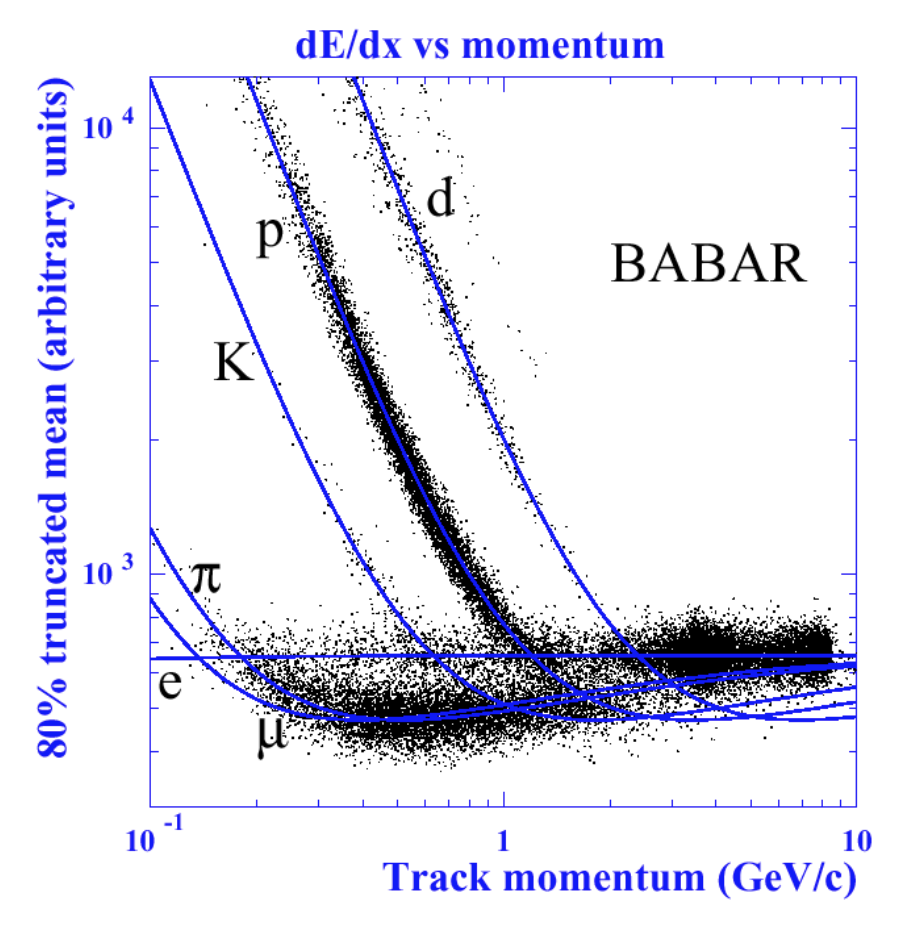 dE/dx vs momentum
80% truncated mean (arbitrary units)
10 4
10 3
d
p
BABAR
K
π
e
μ
10 -1
1
10
Track momentum (GeV/c)